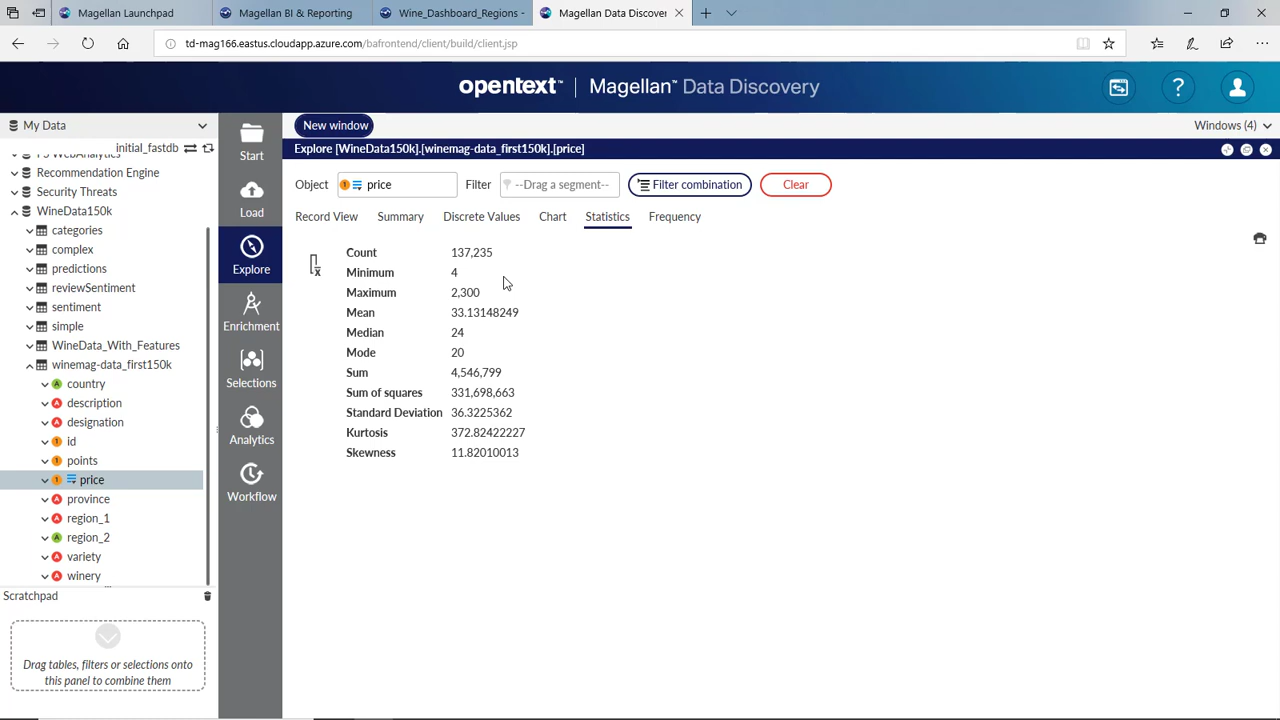 Magellan Launchpad
Magellan BI & Reporting
Wine_Dashboard_Regions -
Magellan Data Discover
td-mag166.eastus.cloudapp.azure.com/bafrontend/client/build/client.jsp
opentext™ | Magellan™ Data Discovery
My Data
initial_fastdb
Recommendation Engine
Security Threats
WineData150k
categories
complex
predictions
reviewSentiment
sentiment
simple
WineData_With_Features
winemag-data_first150k
country
description
designation
id
points
price
province
region_1
region_2
variety
winery
Scratchpad
Drag tables, filters or selections onto
this panel to combine them
Start
Load
Explore
Enrichment
Selections
Analytics
Workflow
New window
Windows (4)
Explore [WineData150k].[winemag-data_first150k].[price]
Object price Filter --Drag a segment-- Filter combination Clear
Record View Summary Discrete Values Chart Statistics Frequency
Count 137,235
Minimum 4
Maximum 2,300
Mean 33.13148249
Median 24
Mode 20
Sum 4,546,799
Sum of squares 331,698,663
Standard Deviation 36.3225362
Kurtosis 372.82422227
Skewness 11.82010013